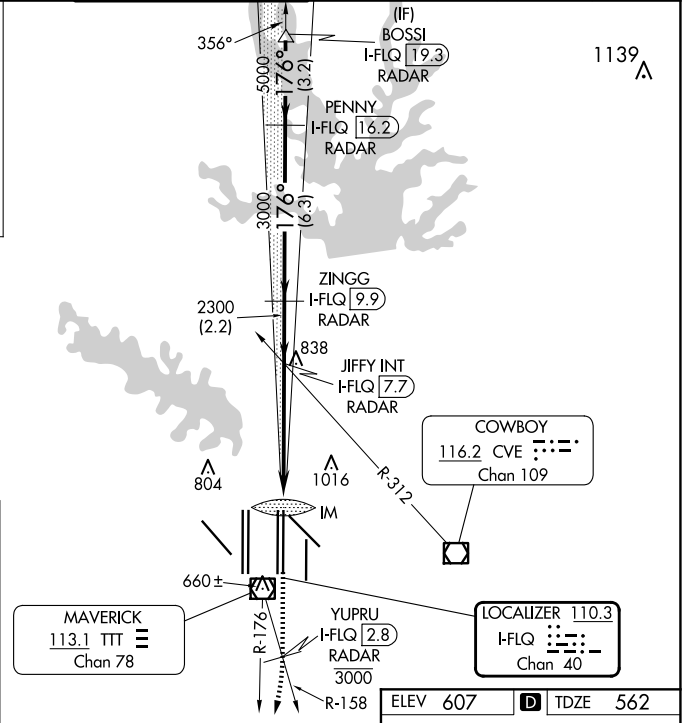 (IF)
BOSSI
I-FLQ 19.3
RADAR
356°
1139
5000
176°
(3.2)
PENNY
I-FLQ 16.2
RADAR
3000
176°
(6.3)
ZINGG
I-FLQ 9.9
RADAR
2300
(2.2)
838
JIFFY INT
I-FLQ 7.7
RADAR
COWBOY
116.2 CVE
Chan 109
R-312
804
1016
IM
660±
MAVERICK
113.1 TTT
Chan 78
R-176
YUPRU
I-FLQ 2.8
RADAR
3000
R-158
LOCALIZER 110.3
I-FLQ
Chan 40
ELEV 607 D TDZE 562